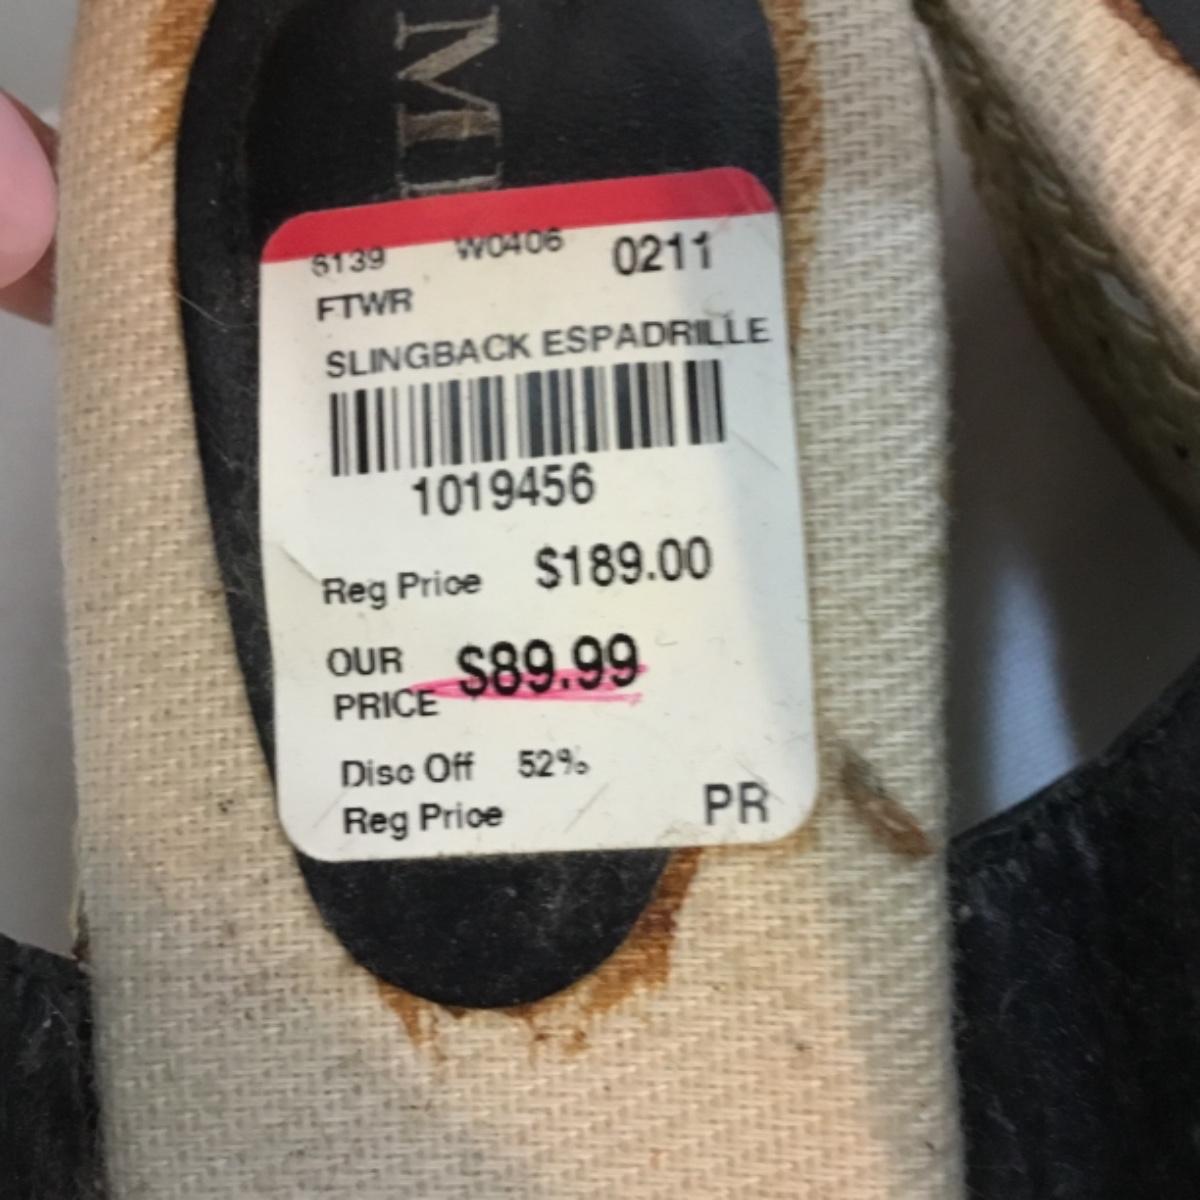 6139 W0406 0211
FTWR
SLINGBACK ESPADRILLE
1019456
Reg Price $189.00
OUR PRICE $89.99
Disc Off 52%
Reg Price
PR